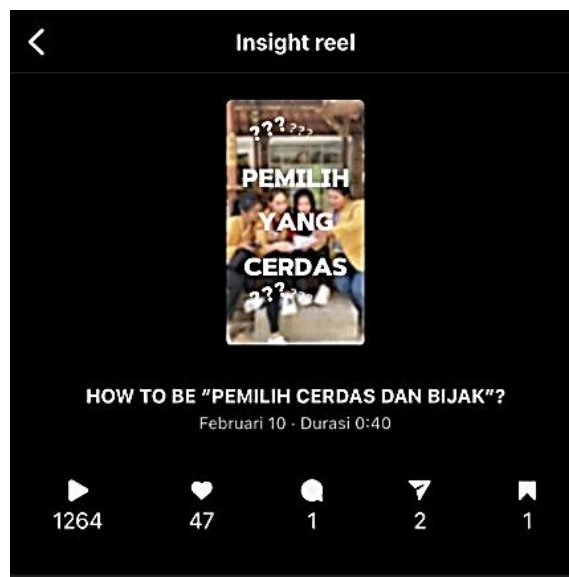 Insight reel
??????
PEMILIH
YANG
CERDAS
??????
HOW TO BE “PEMILIH CERDAS DAN BIJAK”?
Februari 10 · Durasi 0:40
1264 47 1 2 1